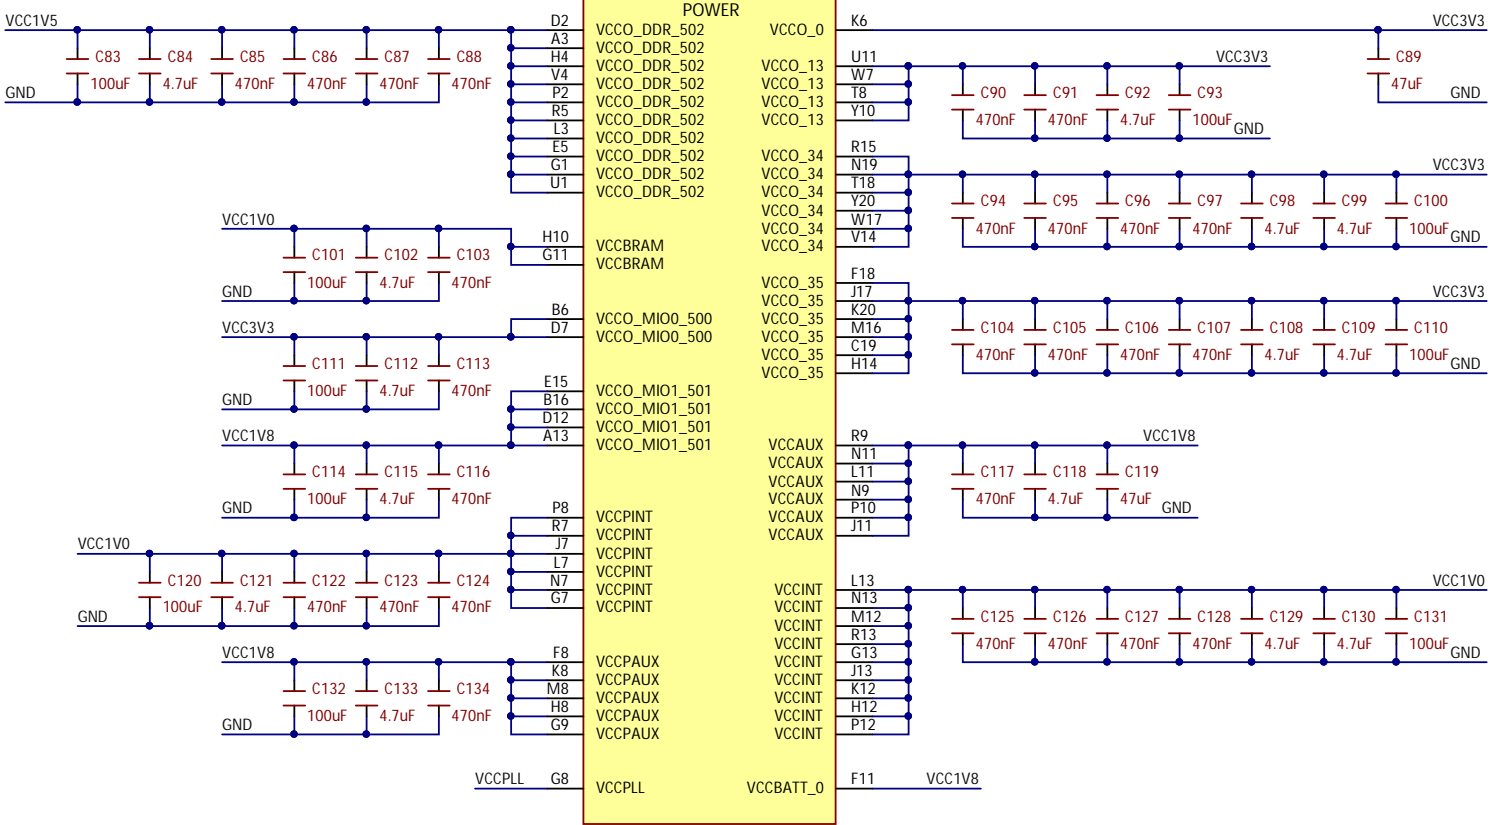 POWER
VCC1V5 D2 VCCO_DDR_502 VCCO_0 K6 VCC3V3
A3 VCCO_DDR_502
C83 C84 C85 C86 C87 C88 H4 VCCO_DDR_502 VCCO_13 U11 VCC3V3 C89
100uF 4.7uF 470nF 470nF 470nF 470nF V4 VCCO_DDR_502 VCCO_13 W7 47uF
GND P2 VCCO_DDR_502 VCCO_13 T8 C90 C91 C92 C93 GND
R5 VCCO_DDR_502 VCCO_13 Y10 470nF 470nF 4.7uF 100uF
L3 VCCO_DDR_502 GND
E5 VCCO_DDR_502 VCCO_34 R15
G1 VCCO_DDR_502 VCCO_34 N19 VCC3V3
U1 VCCO_DDR_502 VCCO_34 T18
VCCO_34 Y20 C94 C95 C96 C97 C98 C99 C100
VCC1V0 VCCO_34 W17 470nF 470nF 470nF 470nF 4.7uF 4.7uF 100uF
H10 VCCBRAM VCCO_34 V14 GND
C101 C102 C103 G11 VCCBRAM
100uF 4.7uF 470nF VCCO_35 F18
GND VCCO_35 J17 VCC3V3
B6 VCCO_MIO0_500 VCCO_35 K20
VCC3V3 D7 VCCO_MIO0_500 VCCO_35 M16 C104 C105 C106 C107 C108 C109 C110
VCCO_35 C19 470nF 470nF 470nF 470nF 4.7uF 4.7uF 100uF
C111 C112 C113 VCCO_35 H14 GND
100uF 4.7uF 470nF E15 VCCO_MIO1_501
GND B16 VCCO_MIO1_501
D12 VCCO_MIO1_501
VCC1V8 A13 VCCO_MIO1_501 VCCAUX R9 VCC1V8
VCCAUX N11
C114 C115 C116 VCCAUX L11 C117 C118 C119
100uF 4.7uF 470nF VCCAUX N9 470nF 4.7uF 47uF
GND P8 VCCPINT VCCAUX P10 GND
R7 VCCPINT VCCAUX J11
VCC1V0 J7 VCCPINT
L7 VCCPINT
C120 C121 C122 C123 C124 N7 VCCPINT VCCINT L13 VCC1V0
100uF 4.7uF 470nF 470nF 470nF G7 VCCPINT VCCINT N13
GND VCCINT M12 C125 C126 C127 C128 C129 C130 C131
VCCINT R13 470nF 470nF 470nF 470nF 4.7uF 4.7uF 100uF
VCC1V8 F8 VCCPAUX VCCINT G13 GND
K8 VCCPAUX VCCINT J13
C132 C133 C134 M8 VCCPAUX VCCINT K12
100uF 4.7uF 470nF H8 VCCPAUX VCCINT H12
GND G9 VCCPAUX VCCINT P12
VCCPLL G8 VCCPLL VCCBATT_0 F11 VCC1V8